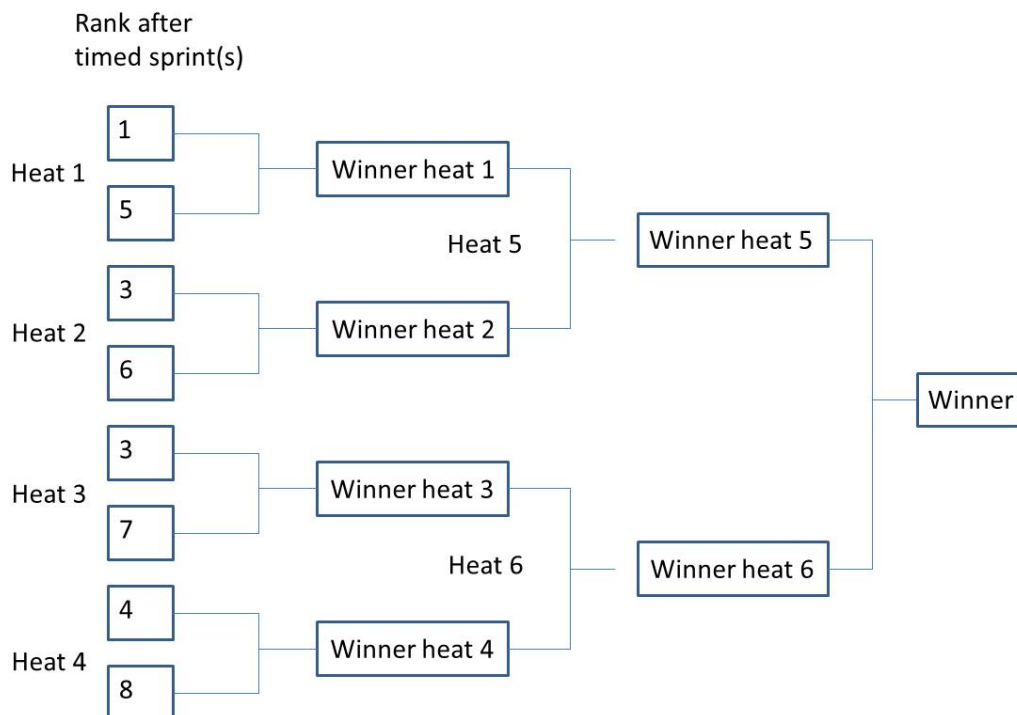 Rank after
timed sprint(s)
1
Heat 1
Winner heat 1
5
Heat 5
Winner heat 5
3
Heat 2
Winner heat 2
6
Winner
3
Heat 3
Winner heat 3
7
Heat 6
Winner heat 6
4
Heat 4
Winner heat 4
8